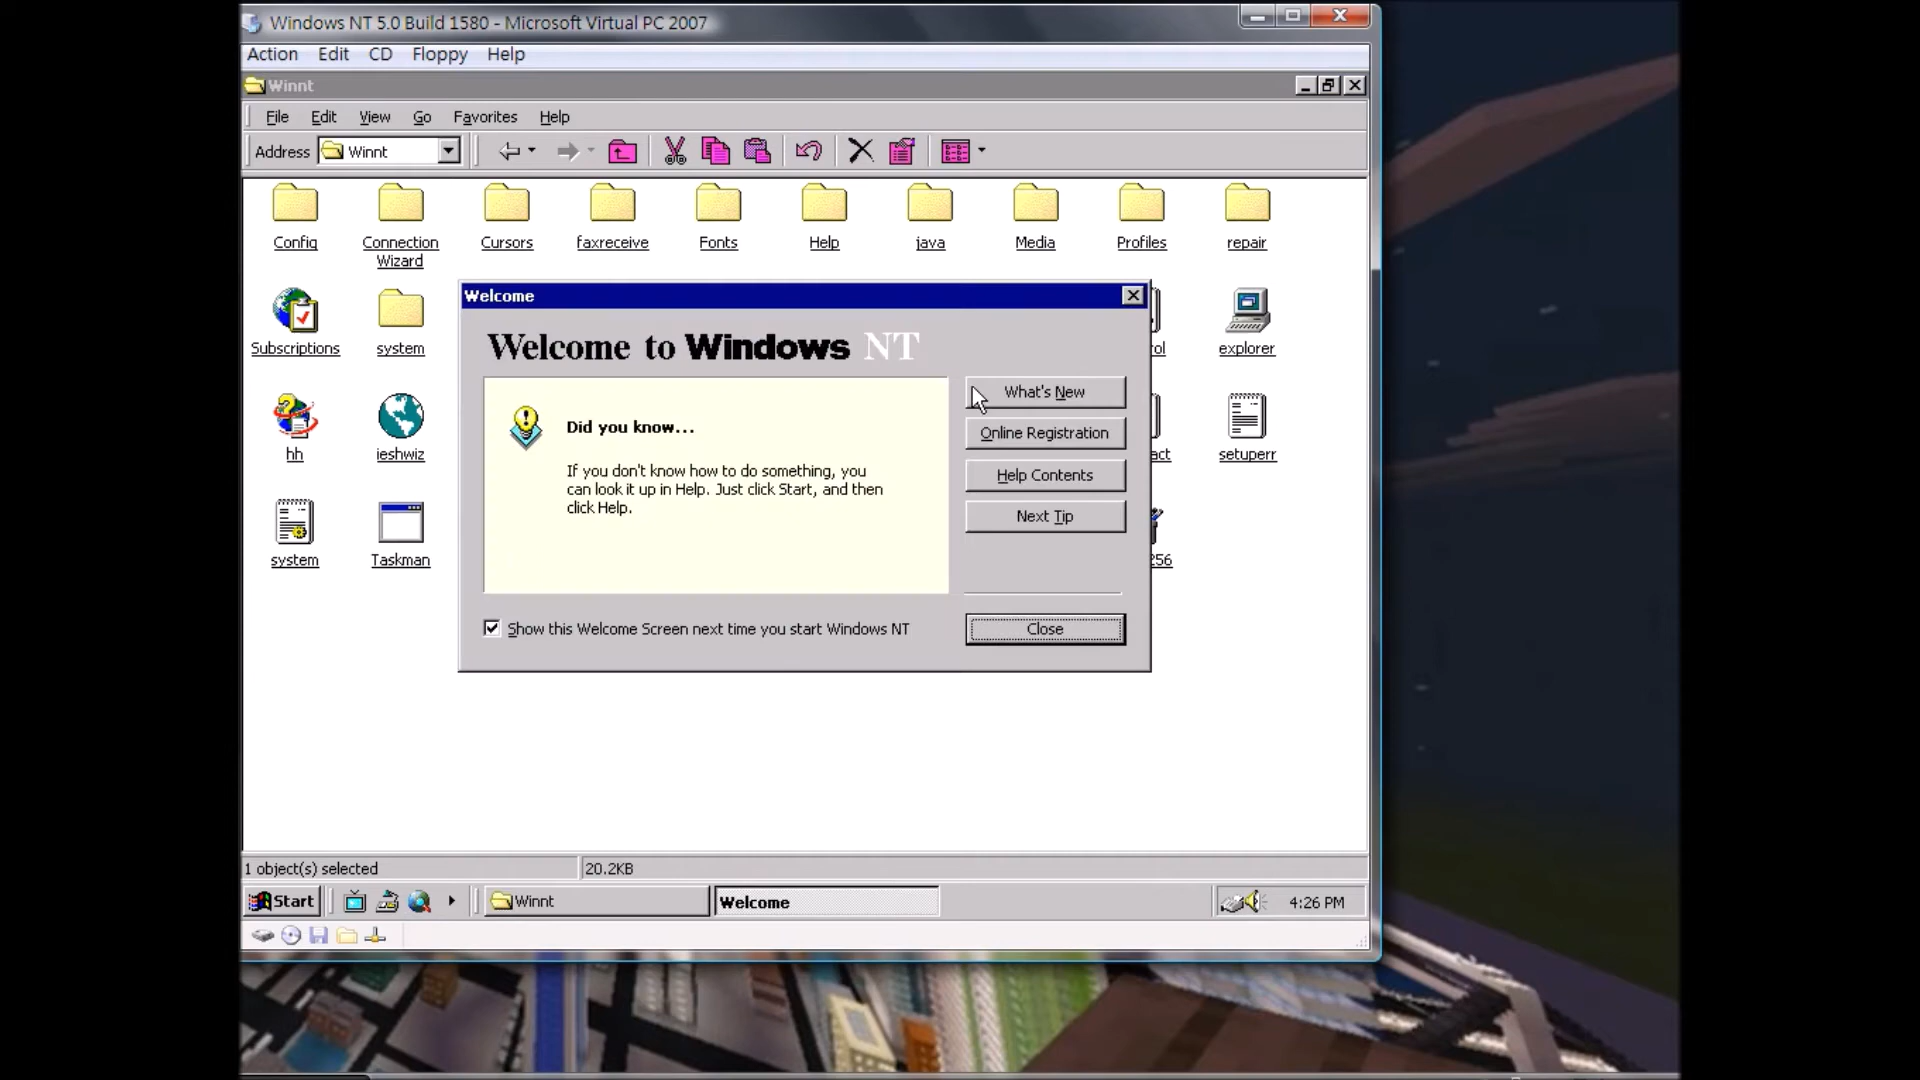 Windows NT 5.0 Build 1580 - Microsoft Virtual PC 2007
Action Edit CD Floppy Help
Winnt
File Edit View Go Favorites Help
Address Winnt
Config Connection Wizard Cursors faxreceive Fonts Help java Media Profiles repair
Subscriptions system explorer
hh ieshwiz setuperr
system Taskman
Welcome
Welcome to Windows NT
Did you know...
If you don't know how to do something, you
can look it up in Help. Just click Start, and then
click Help.
What's New
Online Registration
Help Contents
Next Tip
Show this Welcome Screen next time you start Windows NT
Close
1 object(s) selected 20.2KB
Start Winnt Welcome 4:26 PM